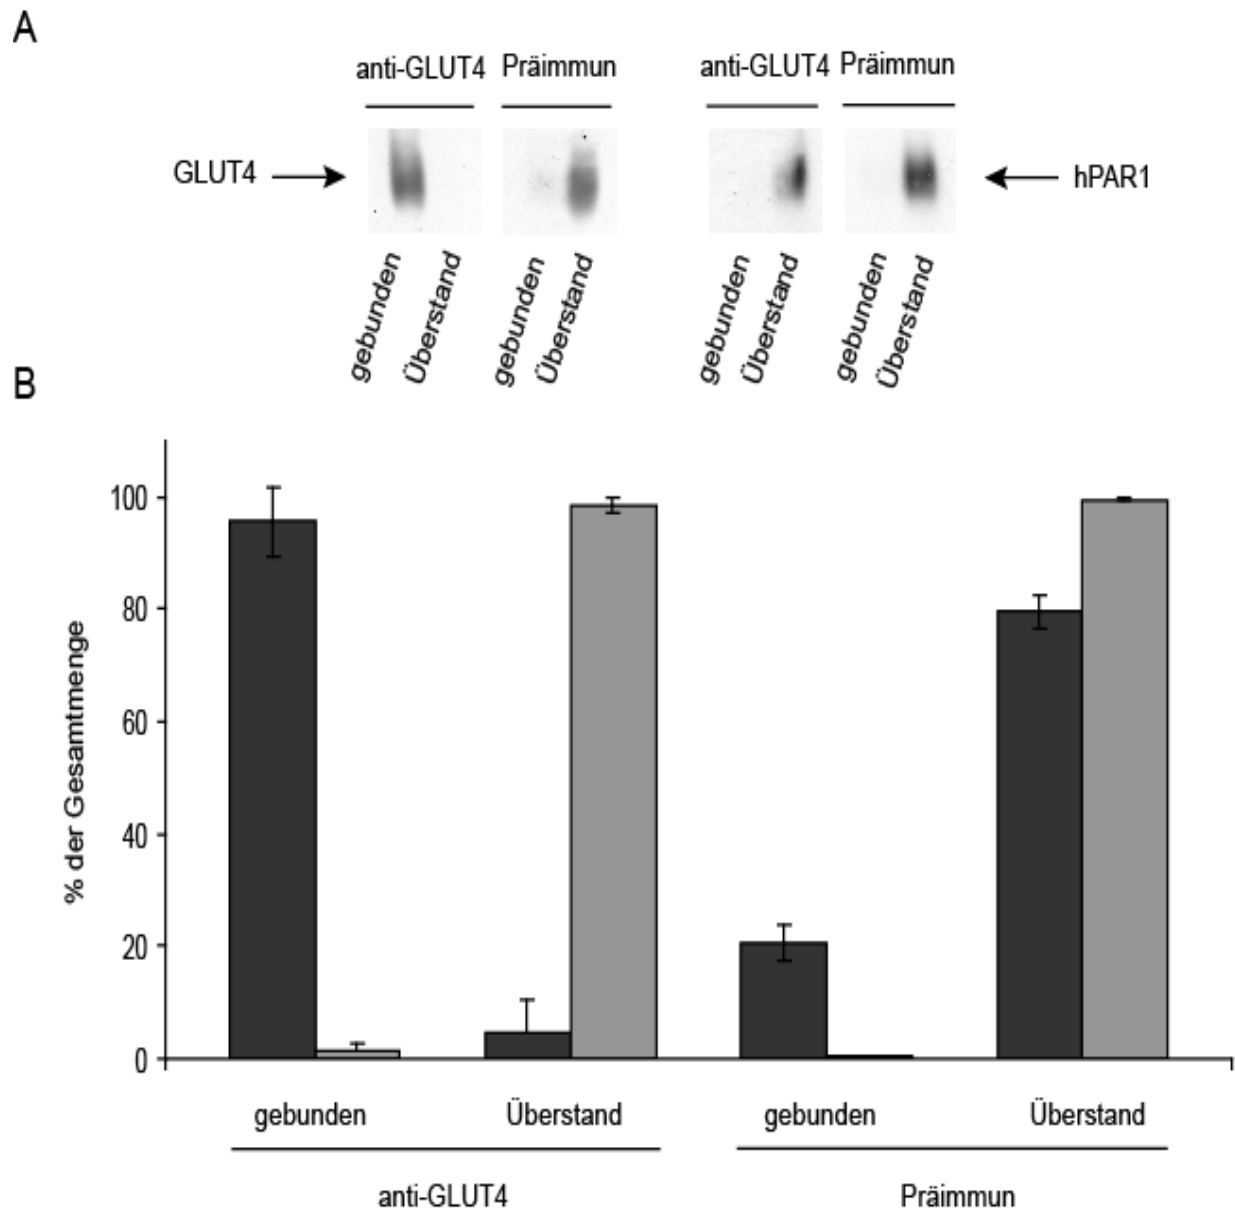 A
anti-GLUT4 Präimmun anti-GLUT4 Präimmun
GLUT4 hPAR1
gebunden Überstand gebunden Überstand gebunden Überstand gebunden Überstand
B
% der Gesamtmenge
100
80
60
40
20
0
gebunden Überstand gebunden Überstand
anti-GLUT4 Präimmun